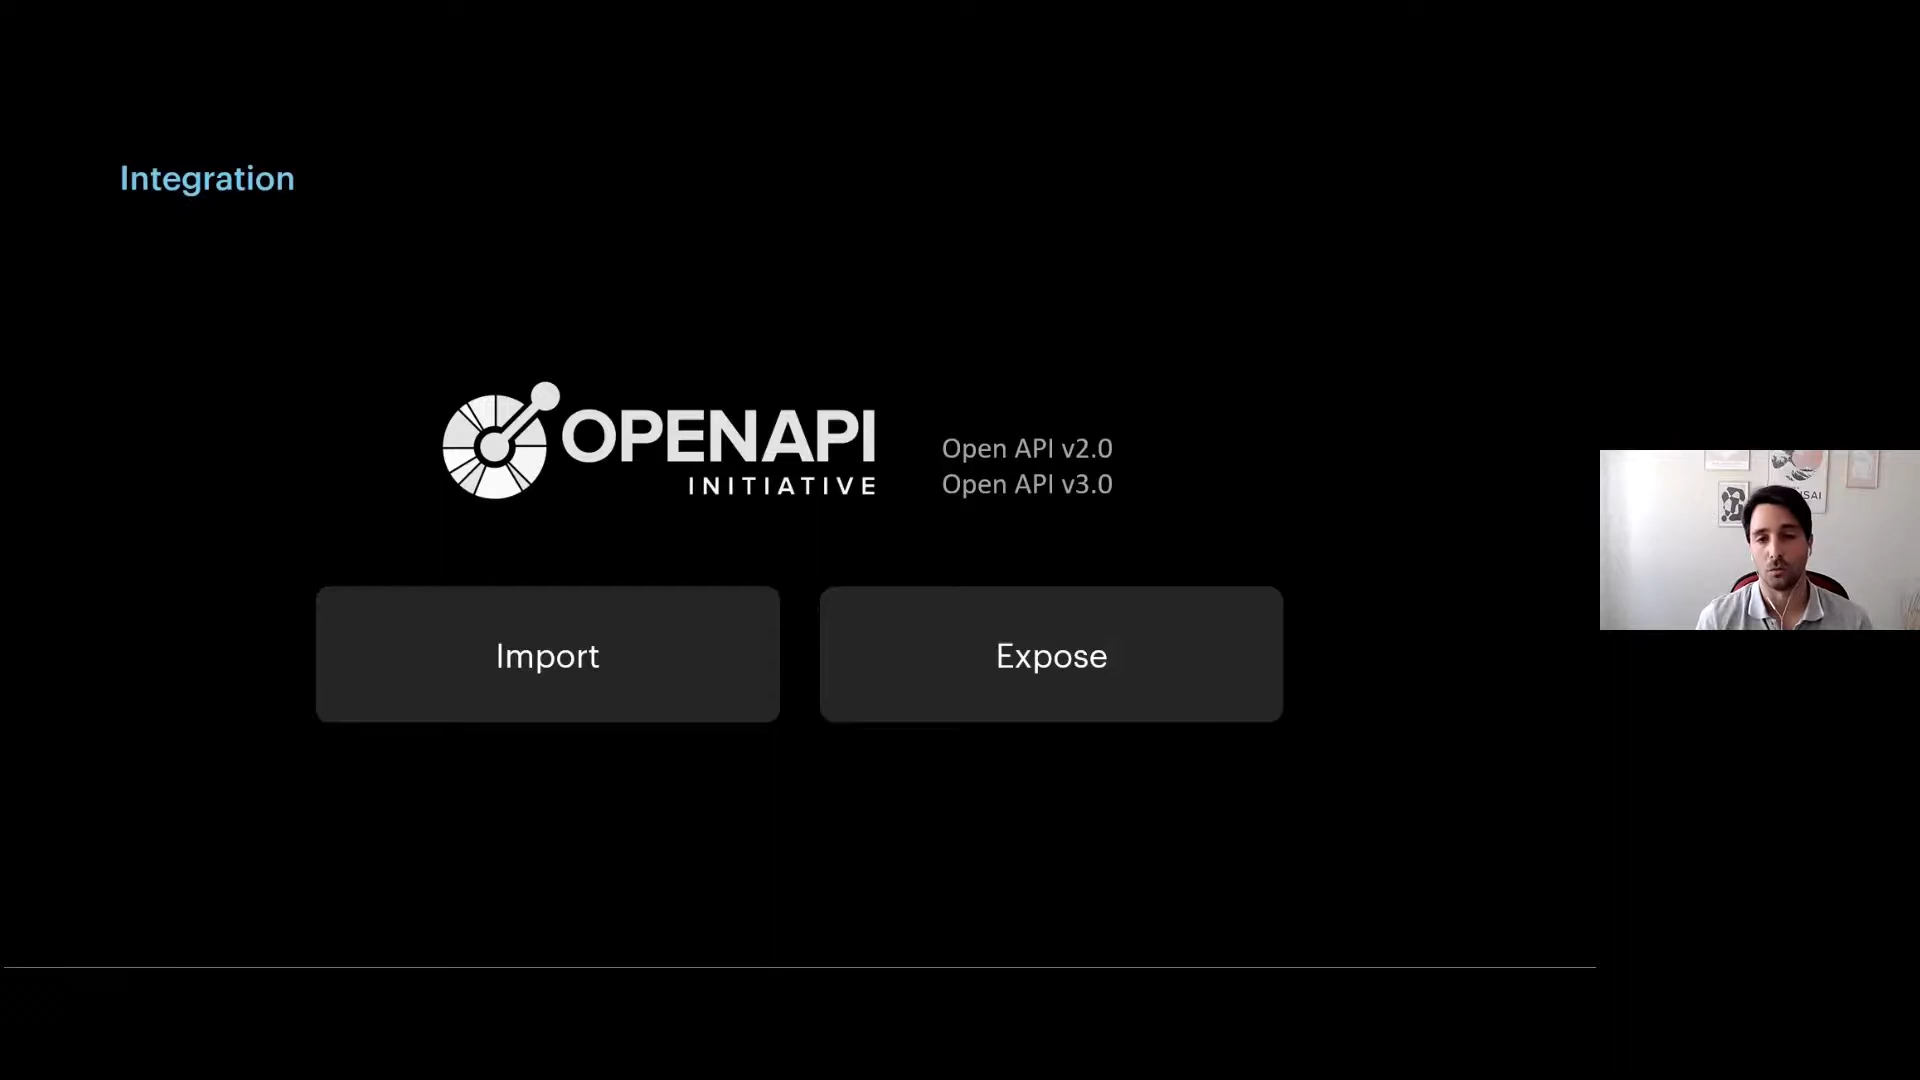 Integration
OPENAPI
INITIATIVE
Open API v2.0
Open API v3.0
Import
Expose